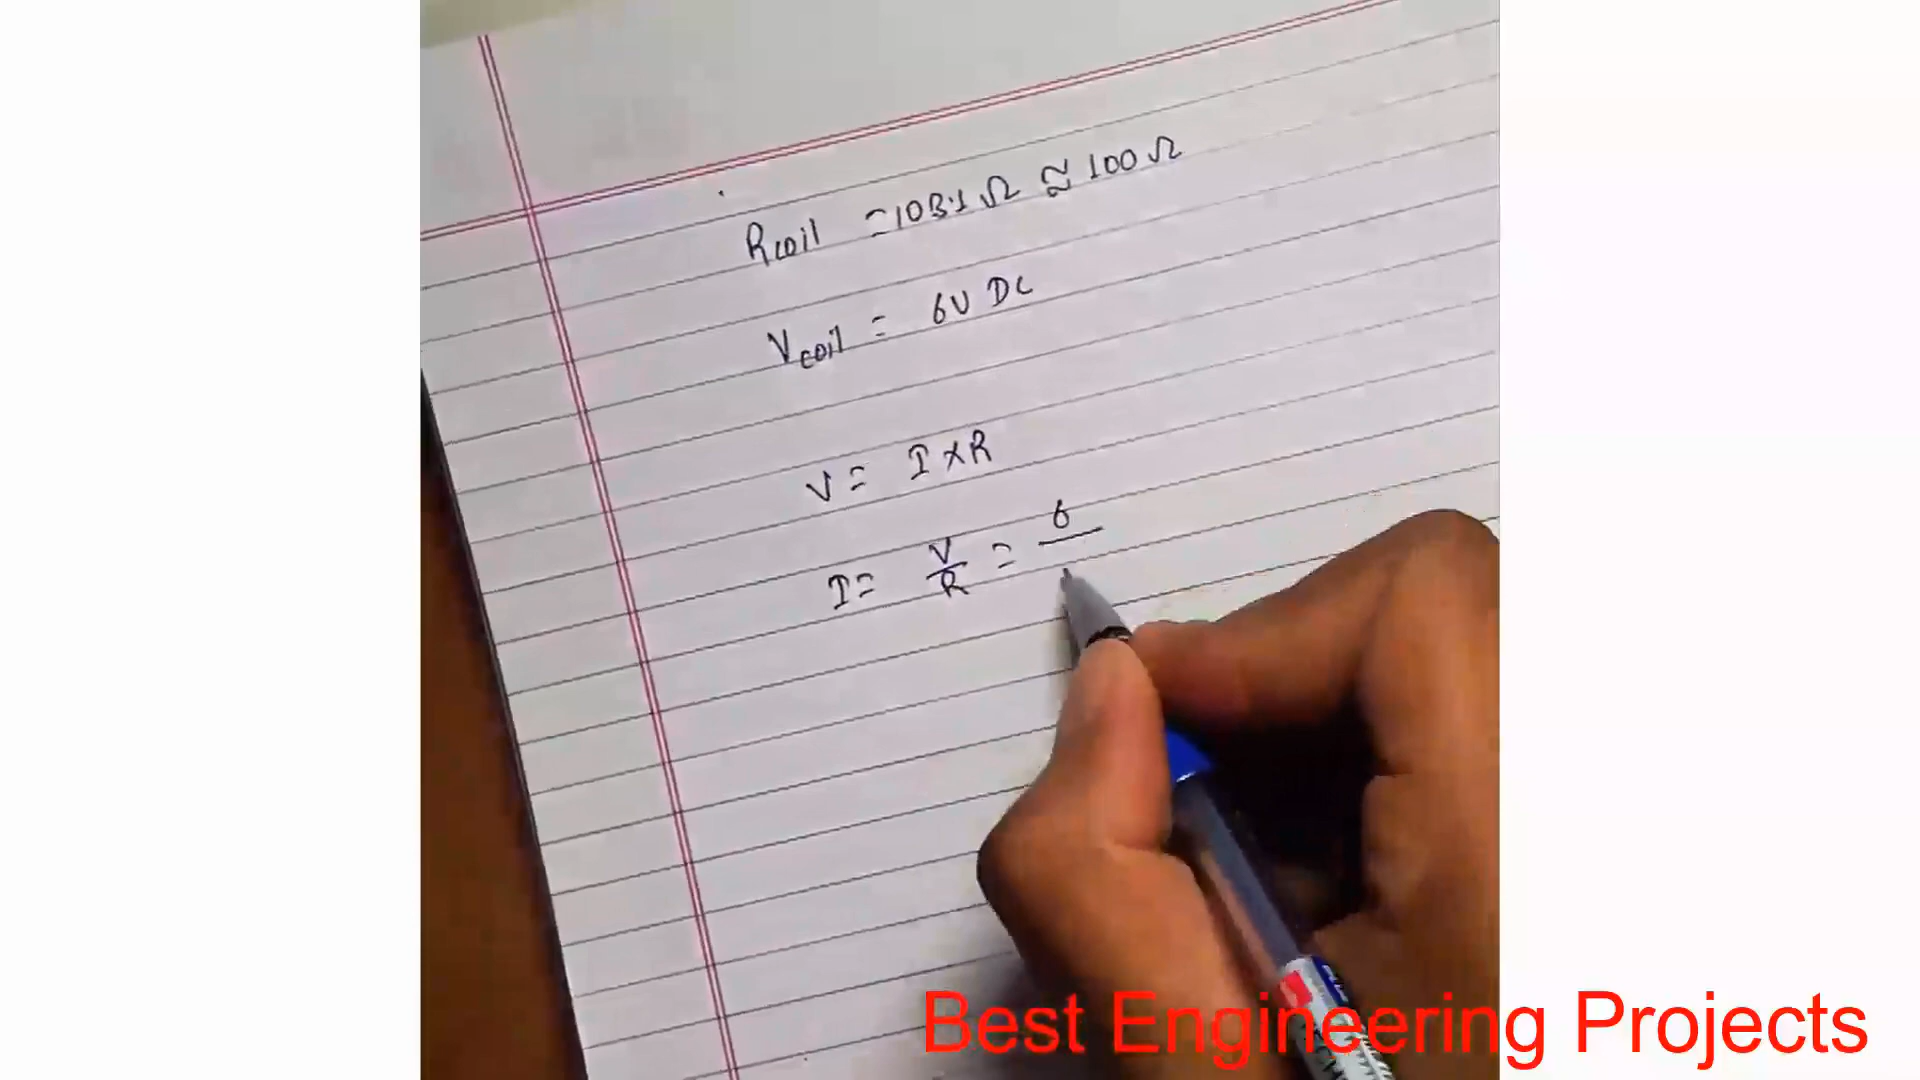 Rcoil = 103.1 Ω ≈ 100 Ω
Vcoil = 6V DC
V = I × R
I = V/R = 6/
Best Engineering Projects